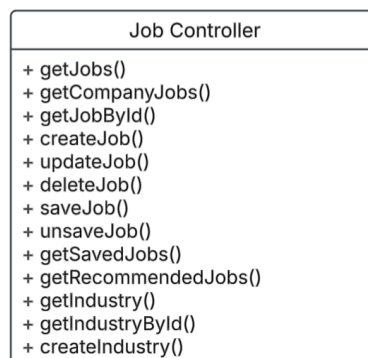 Job Controller
+ getJobs()
+ getCompanyJobs()
+ getJobById()
+ createJob()
+ updateJob()
+ deleteJob()
+ saveJob()
+ unsaveJob()
+ getSavedJobs()
+ getRecommendedJobs()
+ getIndustry()
+ getIndustryById()
+ createIndustry()